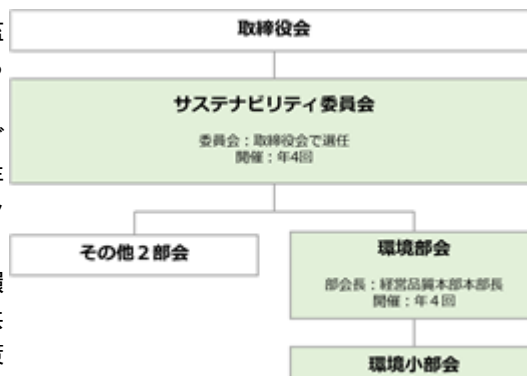 取締役会
サステナビリティ委員会
委員会：取締役会で選任
開催：年4回
その他２部会
環境部会
部会長：経営品質本部本部長
開催：年４回
環境小部会